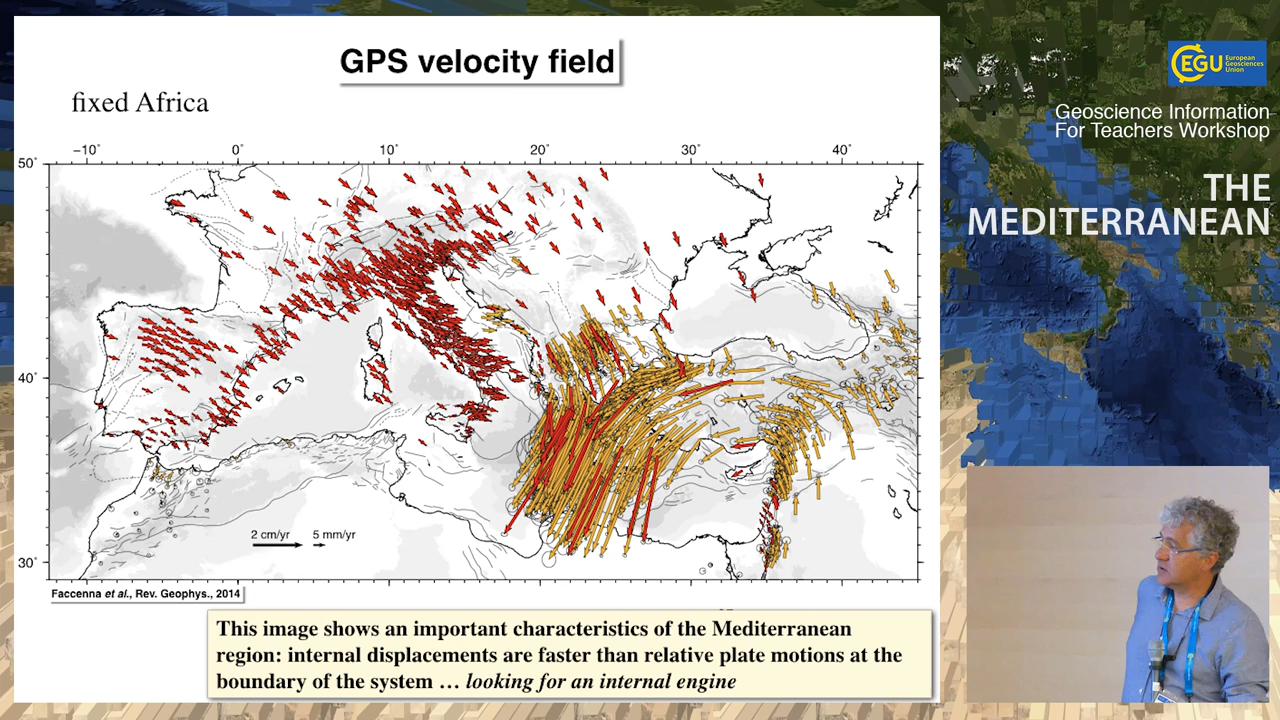 GPS velocity field
fixed Africa
−10° 0° 10° 20° 30° 40°
50°
40°
30°
2 cm/yr 5 mm/yr
Faccenna et al., Rev. Geophys., 2014
This image shows an important characteristics of the Mediterranean
region: internal displacements are faster than relative plate motions at the
boundary of the system … looking for an internal engine
EGU European
Geosciences
Union
Geoscience Information
For Teachers Workshop
THE
MEDITERRANEAN